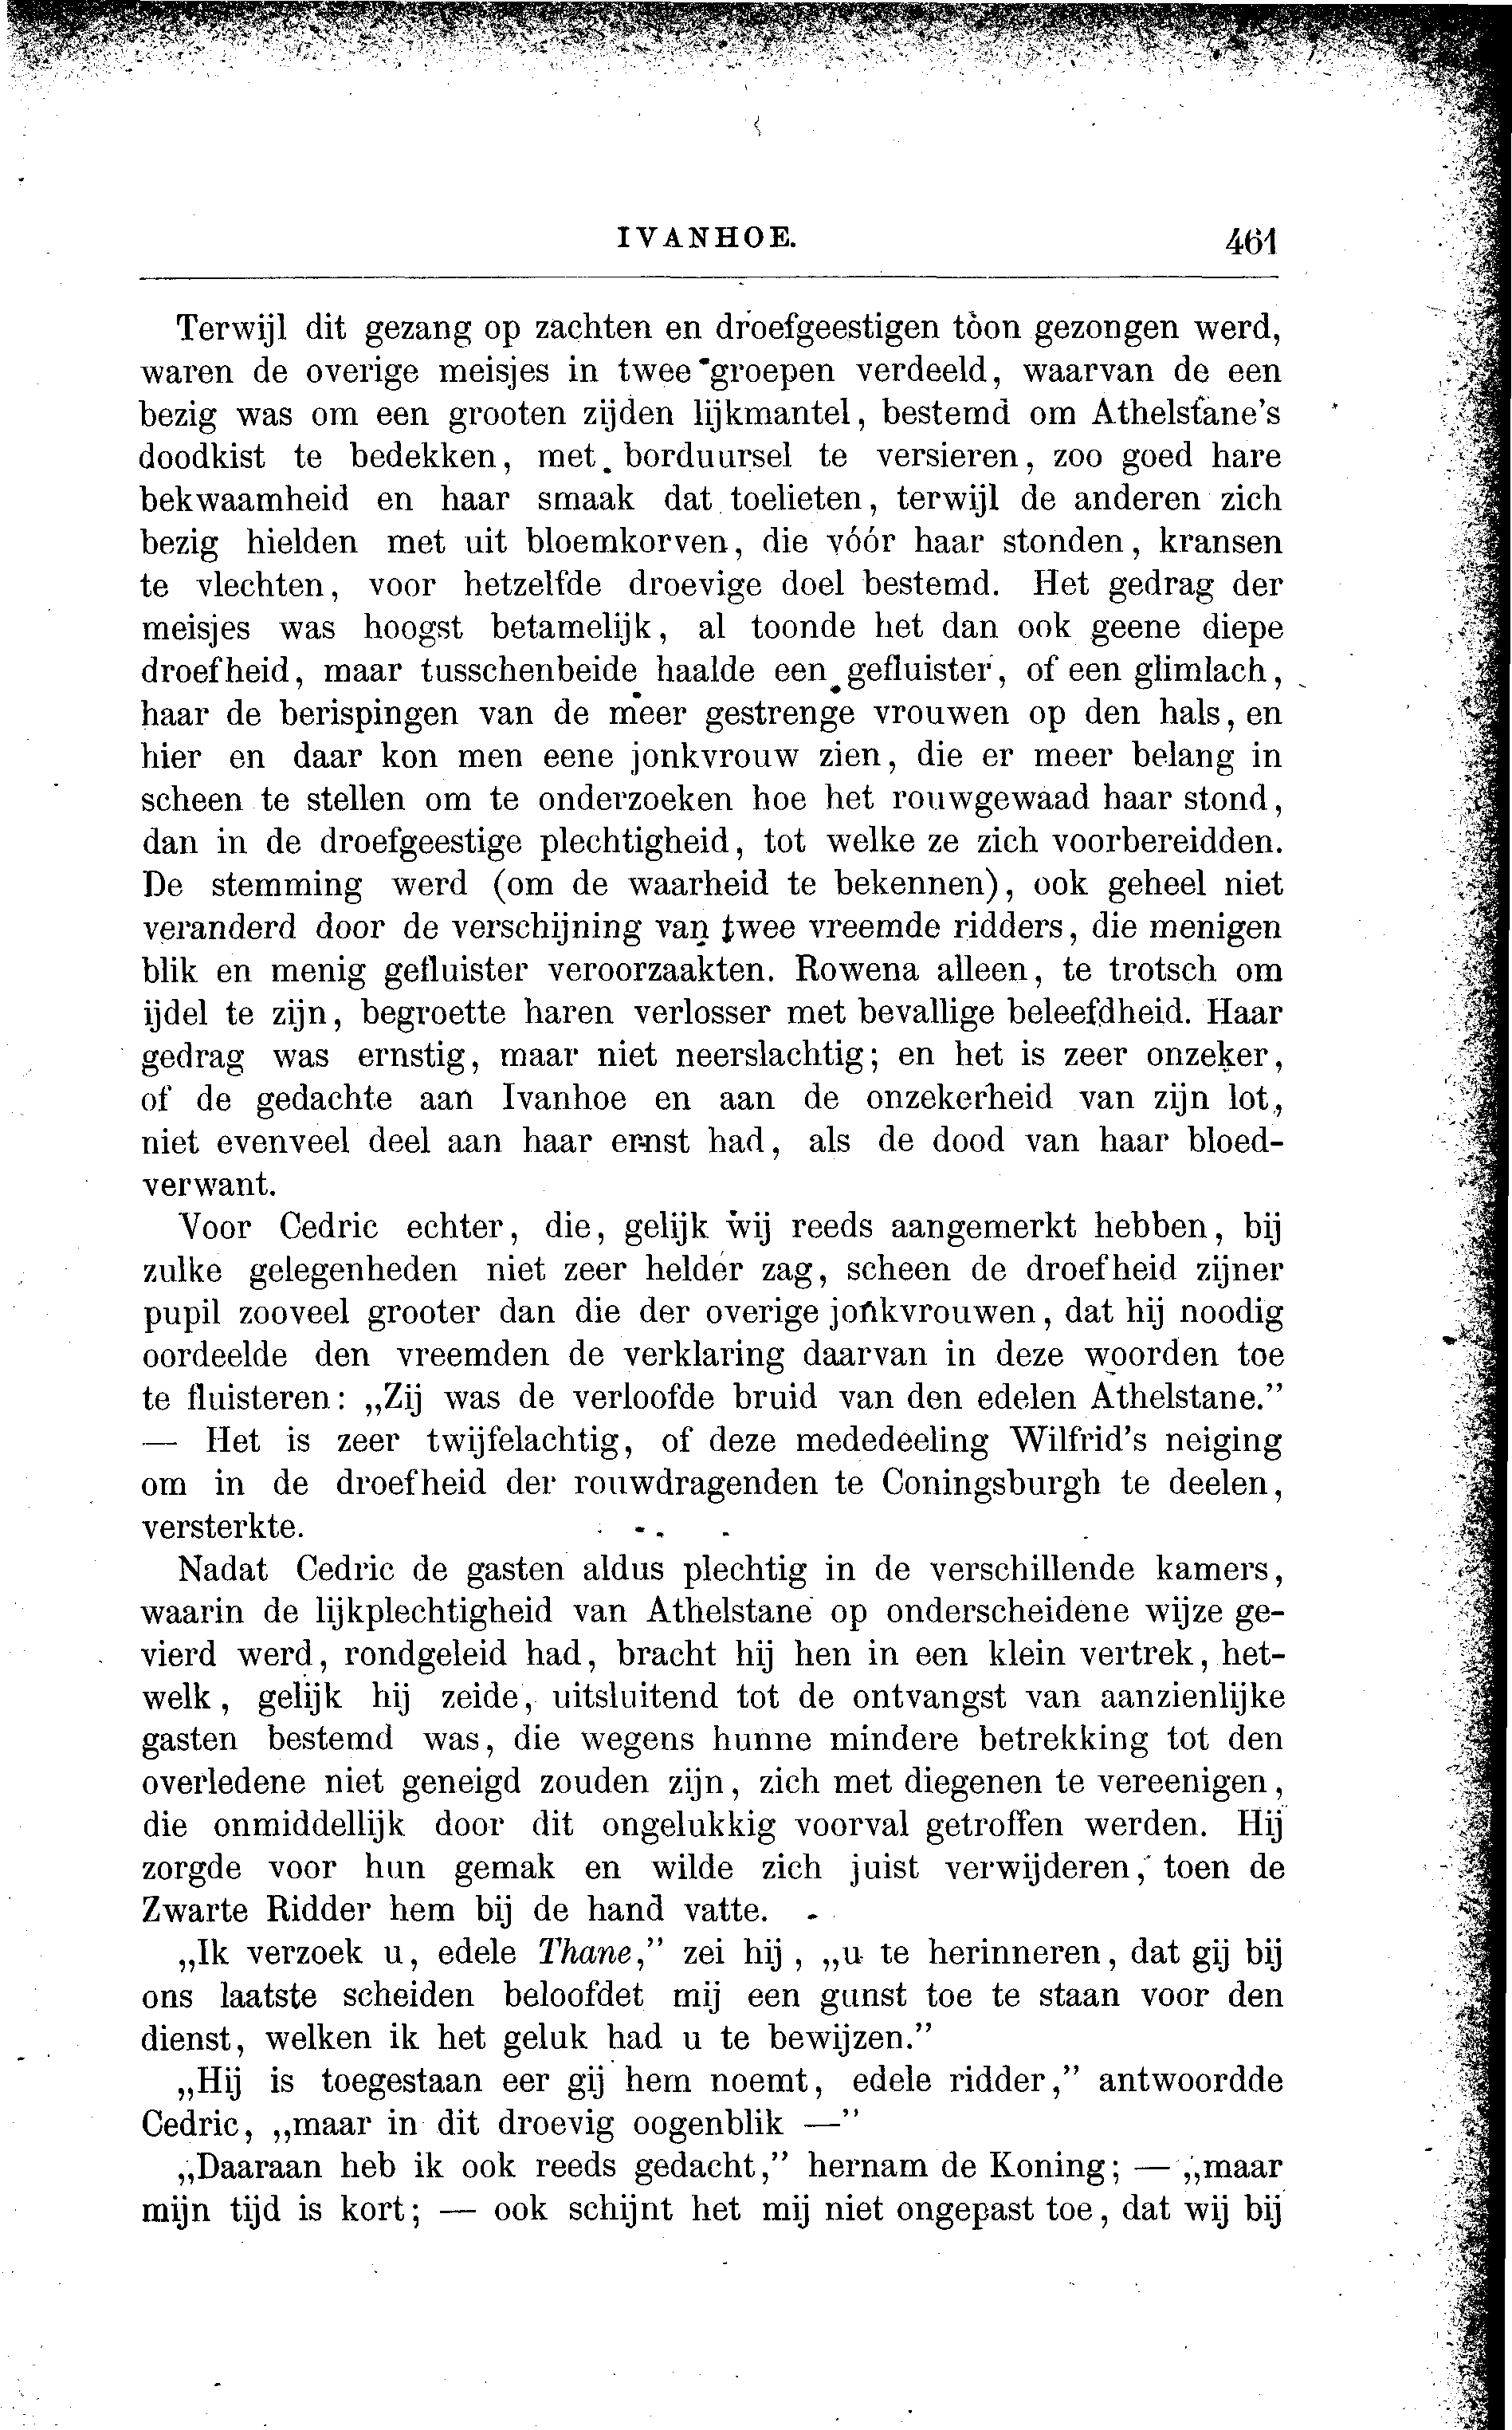 IVANHOE. 461
Terwijl dit gezang op zachten en droefgeestigen toon gezongen werd,
waren de overige meisjes in twee groepen verdeeld, waarvan de een
bezig was om een grooten zijden lijkmantel, bestemd om Athelstane's
doodkist te bedekken, met borduursel te versieren, zoo goed hare
bekwaamheid en haar smaak dat toelieten, terwijl de anderen zich
bezig hielden met uit bloemkorven, die vóór haar stonden, kransen
te vlechten, voor hetzelfde droevige doel bestemd. Het gedrag der
meisjes was hoogst betamelijk, al toonde het dan ook geene diepe
droefheid, maar tusschenbeide haalde een gefluister, of een glimlach,
haar de berispingen van de meer gestrenge vrouwen op den hals, en
hier en daar kon men eene jonkvrouw zien, die er meer belang in
scheen te stellen om te onderzoeken hoe het rouwgewaad haar stond,
dan in de droefgeestige plechtigheid, tot welke ze zich voorbereidden.
De stemming werd (om de waarheid te bekennen), ook geheel niet
veranderd door de verschijning van twee vreemde ridders, die menigen
blik en menig gefluister veroorzaakten. Rowena alleen, te trotsch om
ijdel te zijn, begroette haren verlosser met bevallige beleefdheid. Haar
gedrag was ernstig, maar niet neerslachtig; en het is zeer onzeker,
of de gedachte aan Ivanhoe en aan de onzekerheid van zijn lot,
niet evenveel deel aan haar ernst had, als de dood van haar bloed-
verwant.
Voor Cedric echter, die, gelijk wij reeds aangemerkt hebben, bij
zulke gelegenheden niet zeer helder zag, scheen de droefheid zijner
pupil zooveel grooter dan die der overige jonkvrouwen, dat hij noodig
oordeelde den vreemden de verklaring daarvan in deze woorden toe
te fluisteren: „Zij was de verloofde bruid van den edelen Athelstane.”
— Het is zeer twijfelachtig, of deze mededeeling Wilfrid's neiging
om in de droefheid der rouwdragenden te Coningsburgh te deelen,
versterkte.
Nadat Cedric de gasten aldus plechtig in de verschillende kamers,
waarin de lijkplechtigheid van Athelstane op onderscheidene wijze ge-
vierd werd, rondgeleid had, bracht hij hen in een klein vertrek, het-
welk, gelijk hij zeide, uitsluitend tot de ontvangst van aanzienlijke
gasten bestemd was, die wegens hunne mindere betrekking tot den
overledene niet geneigd zouden zijn, zich met diegenen te vereenigen,
die onmiddellijk door dit ongelukkig voorval getroffen werden. Hij
zorgde voor hun gemak en wilde zich juist verwijderen, toen de
Zwarte Ridder hem bij de hand vatte.
„Ik verzoek u, edele Thane,” zei hij, „u te herinneren, dat gij bij
ons laatste scheiden beloofdet mij een gunst toe te staan voor den
dienst, welken ik het geluk had u te bewijzen.”
„Hij is toegestaan eer gij hem noemt, edele ridder,” antwoordde
Cedric, „maar in dit droevig oogenblik —”
„Daaraan heb ik ook reeds gedacht,” hernam de Koning; — „maar
mijn tijd is kort; — ook schijnt het mij niet ongepast toe, dat wij bij